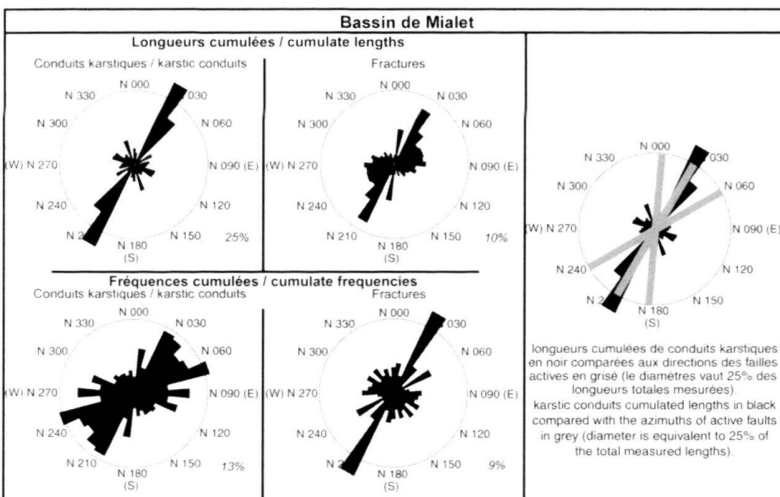 Bassin de Mialet
Longueurs cumulées / cumulate lengths
Conduits karstiques / karstic conduits
N 000
N 330
030
N 300
N 060
(W) N 270
N 090 (E)
N 240
N 120
N 2
N 150
N 180
(S)
25%
Fractures
N 000
N 330
N 030
N 300
N 060
(W) N 270
N 090 (E)
N 240
N 120
N 210
N 150
N 180
(S)
10%
Fréquences cumulées / cumulate frequencies
Conduits karstiques / karstic conduits
N 000
N 330
N 030
N 300
N 060
(W) N 270
N 090 (E)
N 240
N 120
N 210
N 150
N 180
(S)
13%
Fractures
N 000
N 330
030
N 300
N 060
(W) N 270
N 090 (E)
N 240
N 120
N 210
N 150
N 180
(S)
9%
N 000
N 330
030
N 300
N 060
(W) N 270
N 090 (E)
N 240
N 120
N 2
N 150
N 180
(S)
longueurs cumulées de conduits karstiques
en noir comparées aux directions des failles
actives en grisé (le diamètres vaut 25% des
longueurs totales mesurées).
karstic conduits cumulated lengths in black
compared with the azimuths of active faults
in grey (diameter is equivalent to 25% of
the total measured lengths).